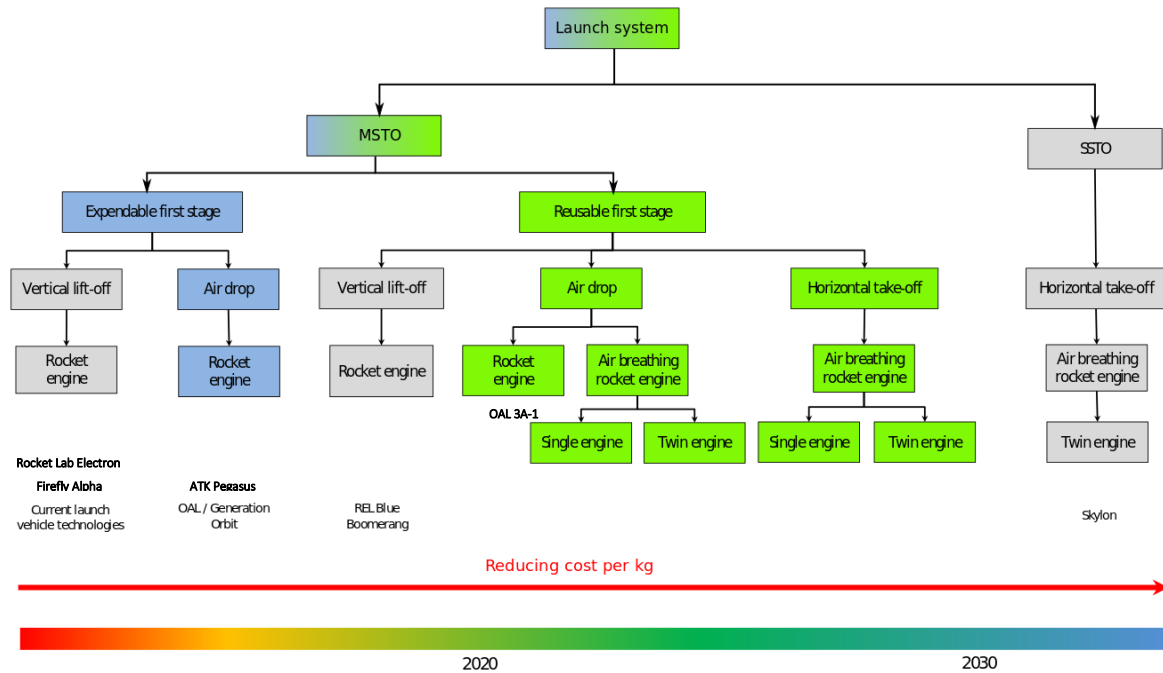 Launch system
MSTO
SSTO
Expendable first stage
Reusable first stage
Vertical lift-off
Air drop
Vertical lift-off
Air drop
Horizontal take-off
Horizontal take-off
Rocket
engine
Rocket
engine
Rocket engine
Rocket
engine
Air breathing
rocket engine
Air breathing
rocket engine
Air breathing
rocket engine
OAL 3A-1
Single engine
Twin engine
Single engine
Twin engine
Twin engine
Rocket Lab Electron
Firefly Alpha
Current launch
vehicle technologies
ATK Pegasus
OAL / Generation
Orbit
REL Blue
Boomerang
Skylon
Reducing cost per kg
2020
2030